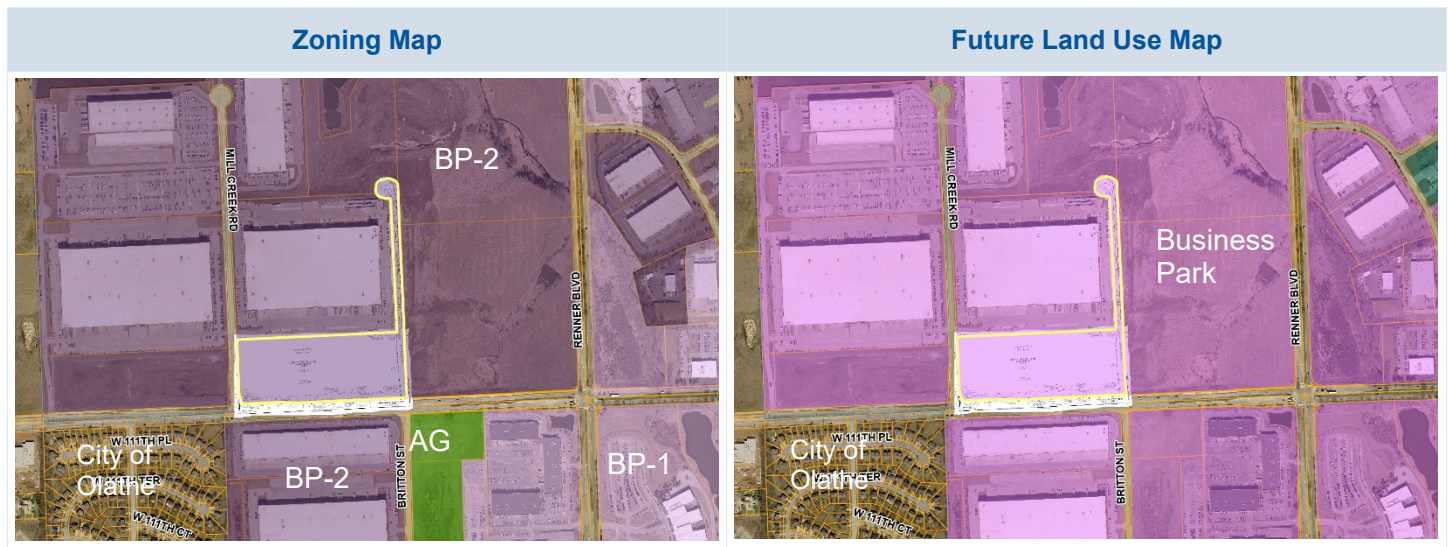 Zoning Map
Future Land Use Map
BP-2
MILL CREEK RD
RENNER BLVD
AG
City of
Olathe
W 111TH PL
W 111TH CT
BP-2
BRITTON ST
BP-1
MILL CREEK RD
Business
Park
RENNER BLVD
City of
Olathe
W 111TH PL
W 111TH CT
BRITTON ST